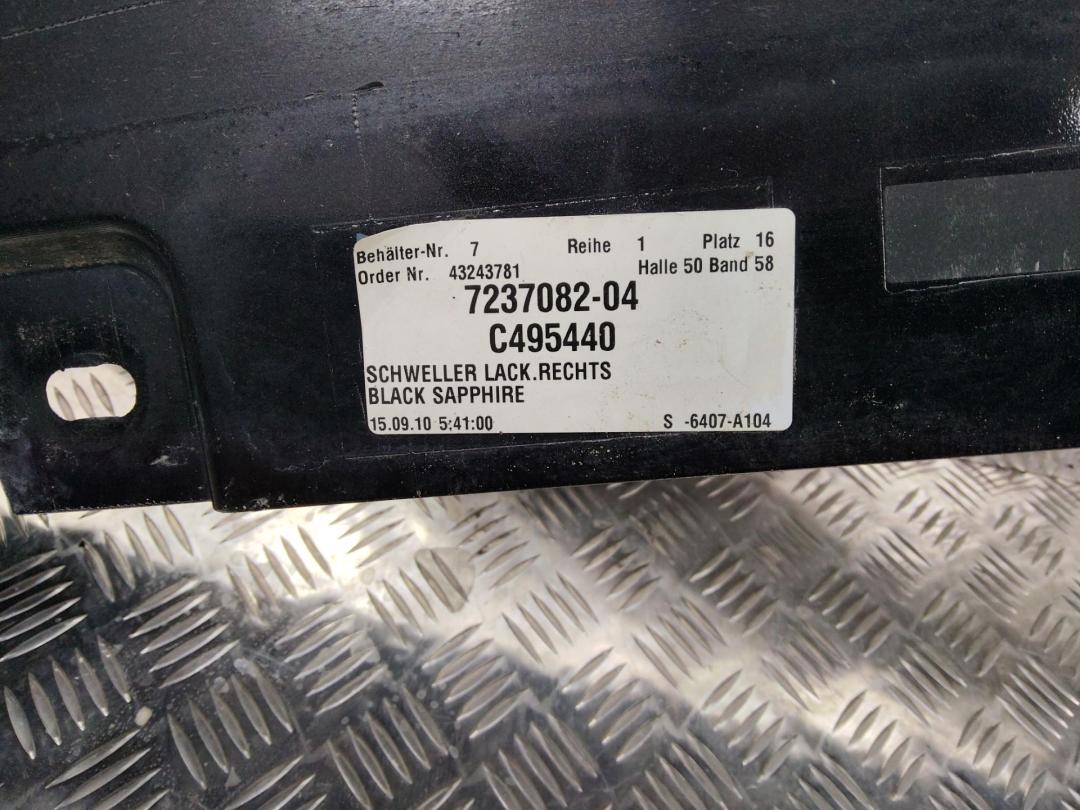 Behälter-Nr. 7 Reihe 1 Platz 16
Order Nr. 43243781 Halle 50 Band 58
7237082-04
C495440
SCHWELLER LACK.RECHTS
BLACK SAPPHIRE
15.09.10 5:41:00 S -6407-A104